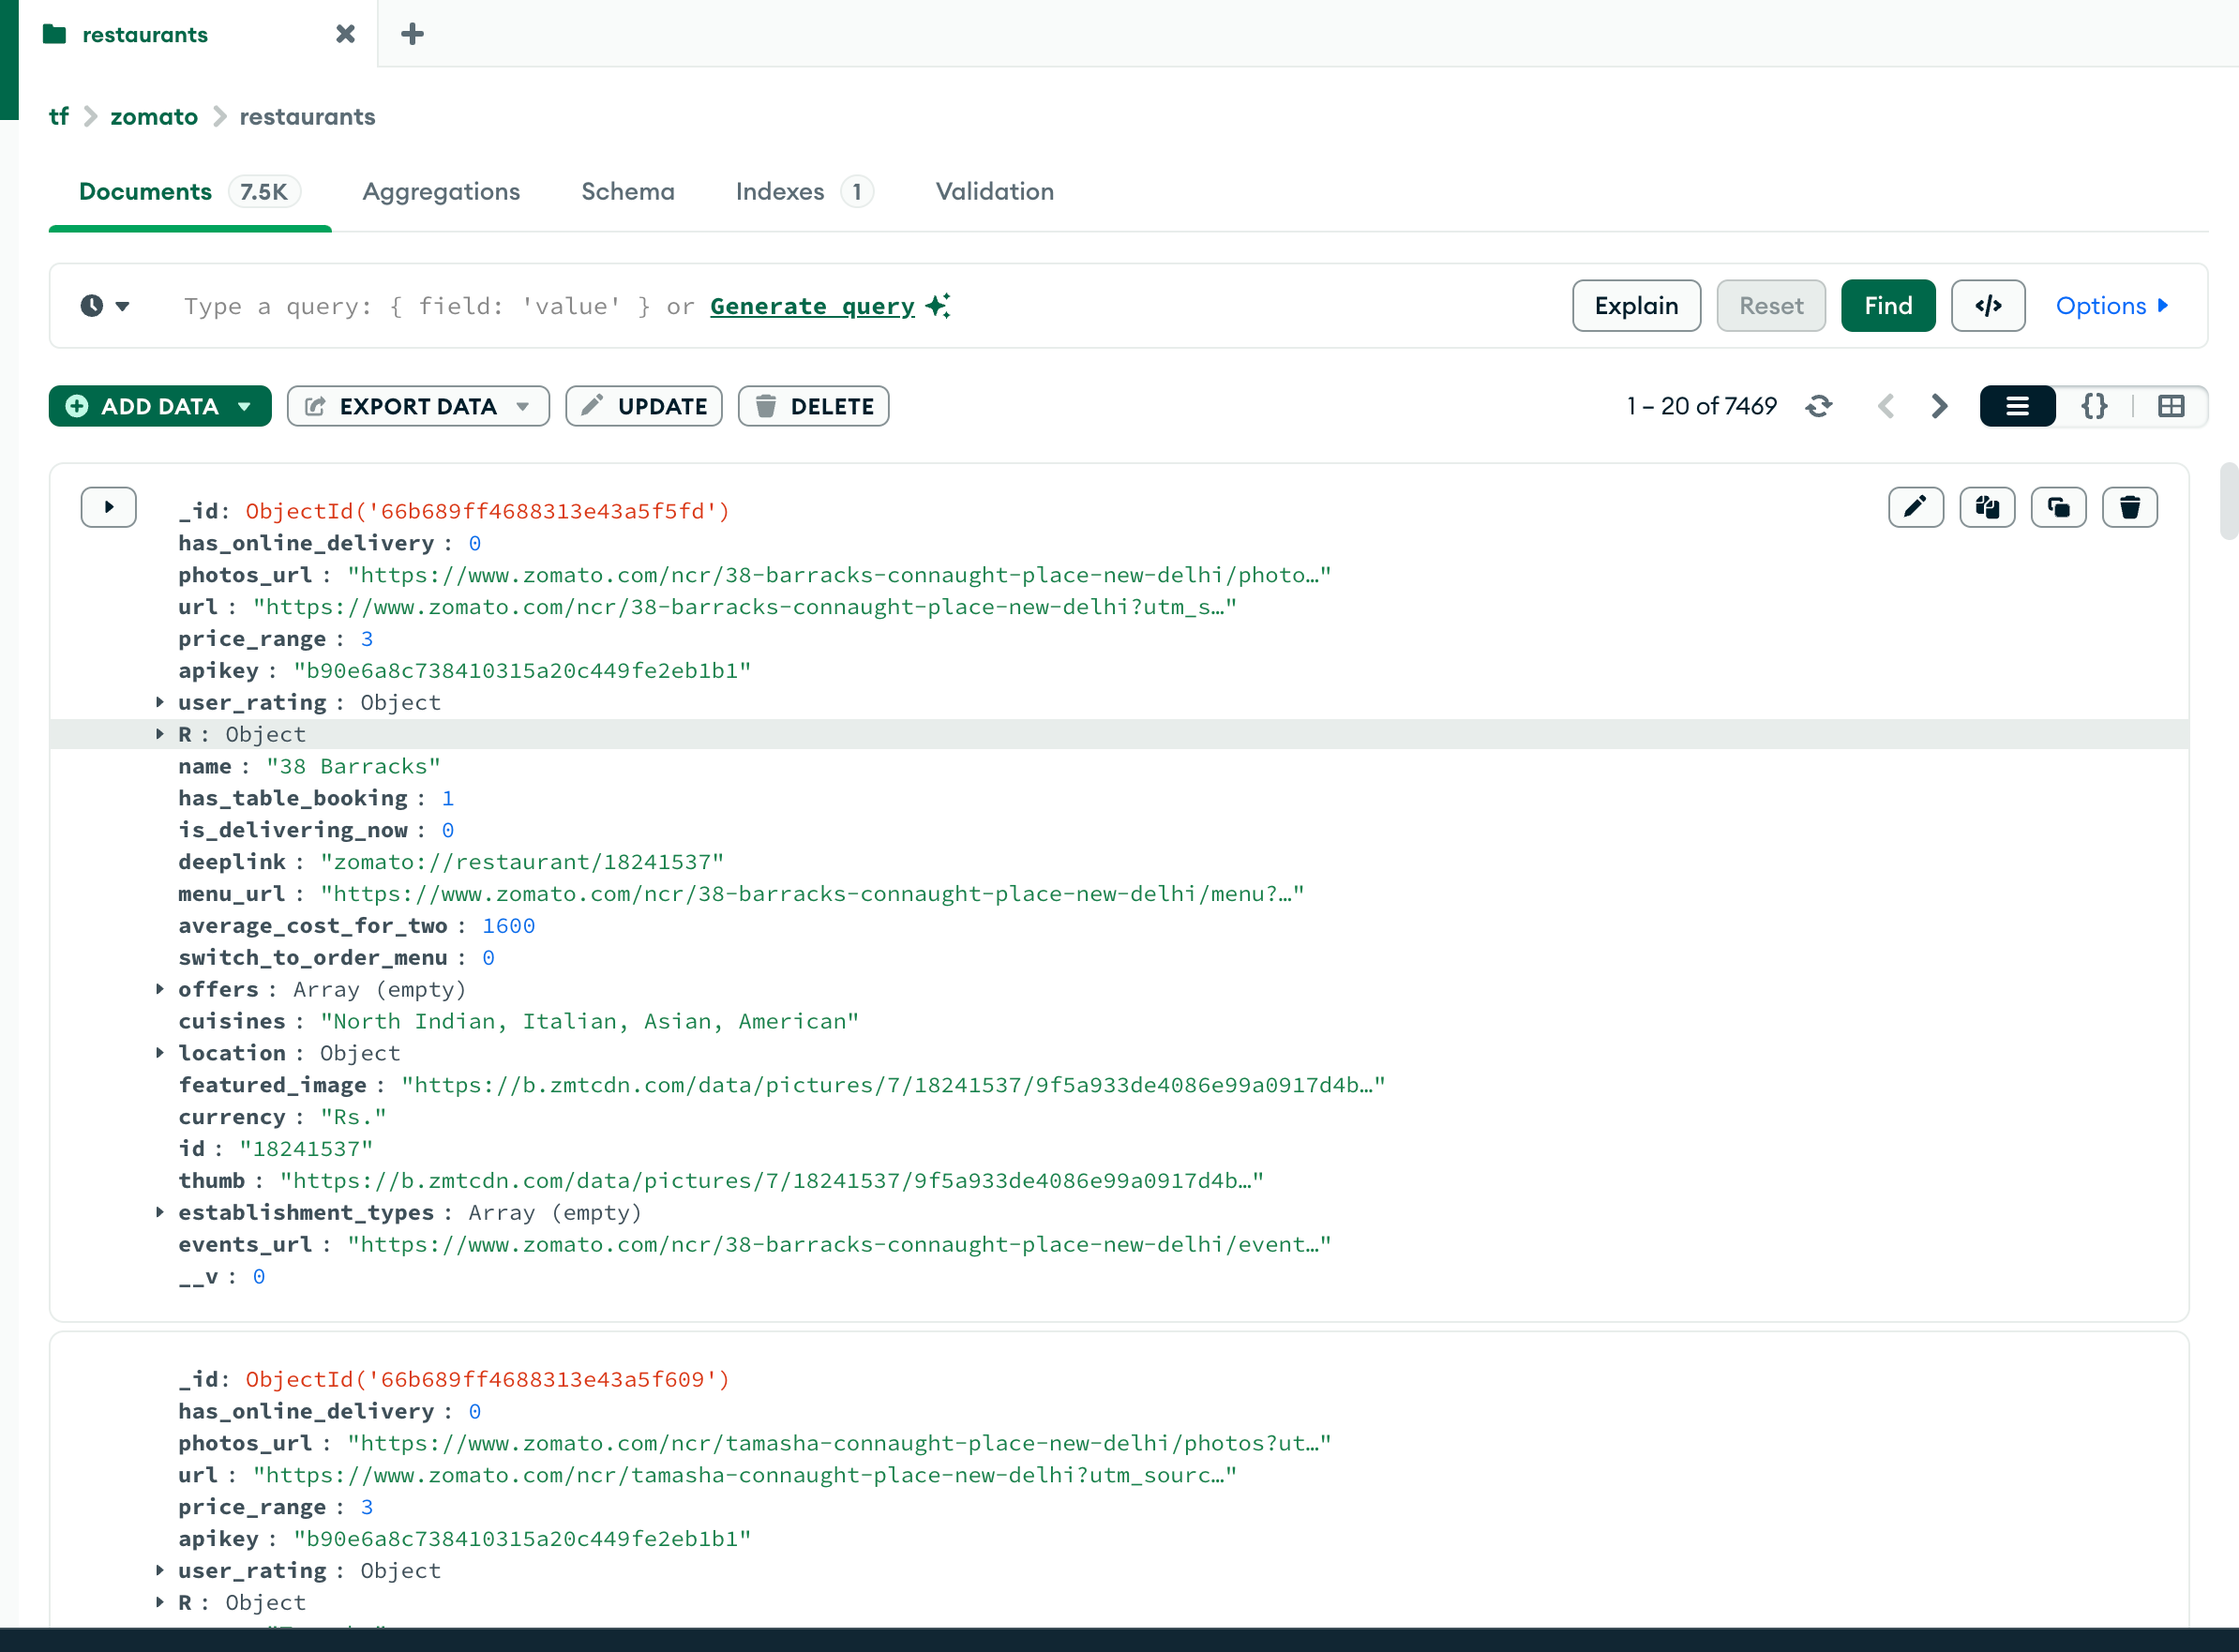 restaurants
tf > zomato > restaurants
Documents 7.5K Aggregations Schema Indexes 1 Validation
Type a query: { field: 'value' } or Generate query
Explain Reset Find </> Options
ADD DATA EXPORT DATA UPDATE DELETE
1 – 20 of 7469 {}
_id: ObjectId('66b689ff4688313e43a5f5fd')
has_online_delivery : 0
photos_url : "https://www.zomato.com/ncr/38-barracks-connaught-place-new-delhi/photo…"
url : "https://www.zomato.com/ncr/38-barracks-connaught-place-new-delhi?utm_s…"
price_range : 3
apikey : "b90e6a8c738410315a20c449fe2eb1b1"
user_rating : Object
R : Object
name : "38 Barracks"
has_table_booking : 1
is_delivering_now : 0
deeplink : "zomato://restaurant/18241537"
menu_url : "https://www.zomato.com/ncr/38-barracks-connaught-place-new-delhi/menu?…"
average_cost_for_two : 1600
switch_to_order_menu : 0
offers : Array (empty)
cuisines : "North Indian, Italian, Asian, American"
location : Object
featured_image : "https://b.zmtcdn.com/data/pictures/7/18241537/9f5a933de4086e99a0917d4b…"
currency : "Rs."
id : "18241537"
thumb : "https://b.zmtcdn.com/data/pictures/7/18241537/9f5a933de4086e99a0917d4b…"
establishment_types : Array (empty)
events_url : "https://www.zomato.com/ncr/38-barracks-connaught-place-new-delhi/event…"
__v : 0
_id: ObjectId('66b689ff4688313e43a5f609')
has_online_delivery : 0
photos_url : "https://www.zomato.com/ncr/tamasha-connaught-place-new-delhi/photos?ut…"
url : "https://www.zomato.com/ncr/tamasha-connaught-place-new-delhi?utm_sourc…"
price_range : 3
apikey : "b90e6a8c738410315a20c449fe2eb1b1"
user_rating : Object
R : Object